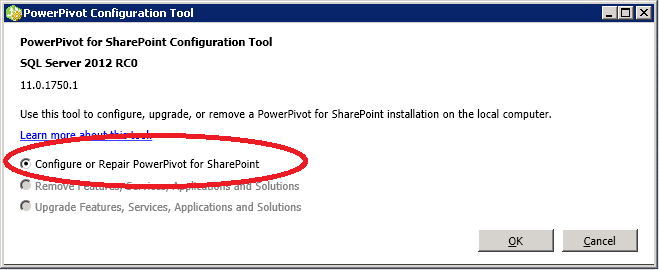 PowerPivot Configuration Tool
PowerPivot for SharePoint Configuration Tool
SQL Server 2012 RC0
11.0.1750.1
Use this tool to configure, upgrade, or remove a PowerPivot for SharePoint installation on the local computer.
Learn more about this tool
Configure or Repair PowerPivot for SharePoint
Remove Features, Services, Applications and Solutions
Upgrade Features, Services, Applications and Solutions
OK
Cancel